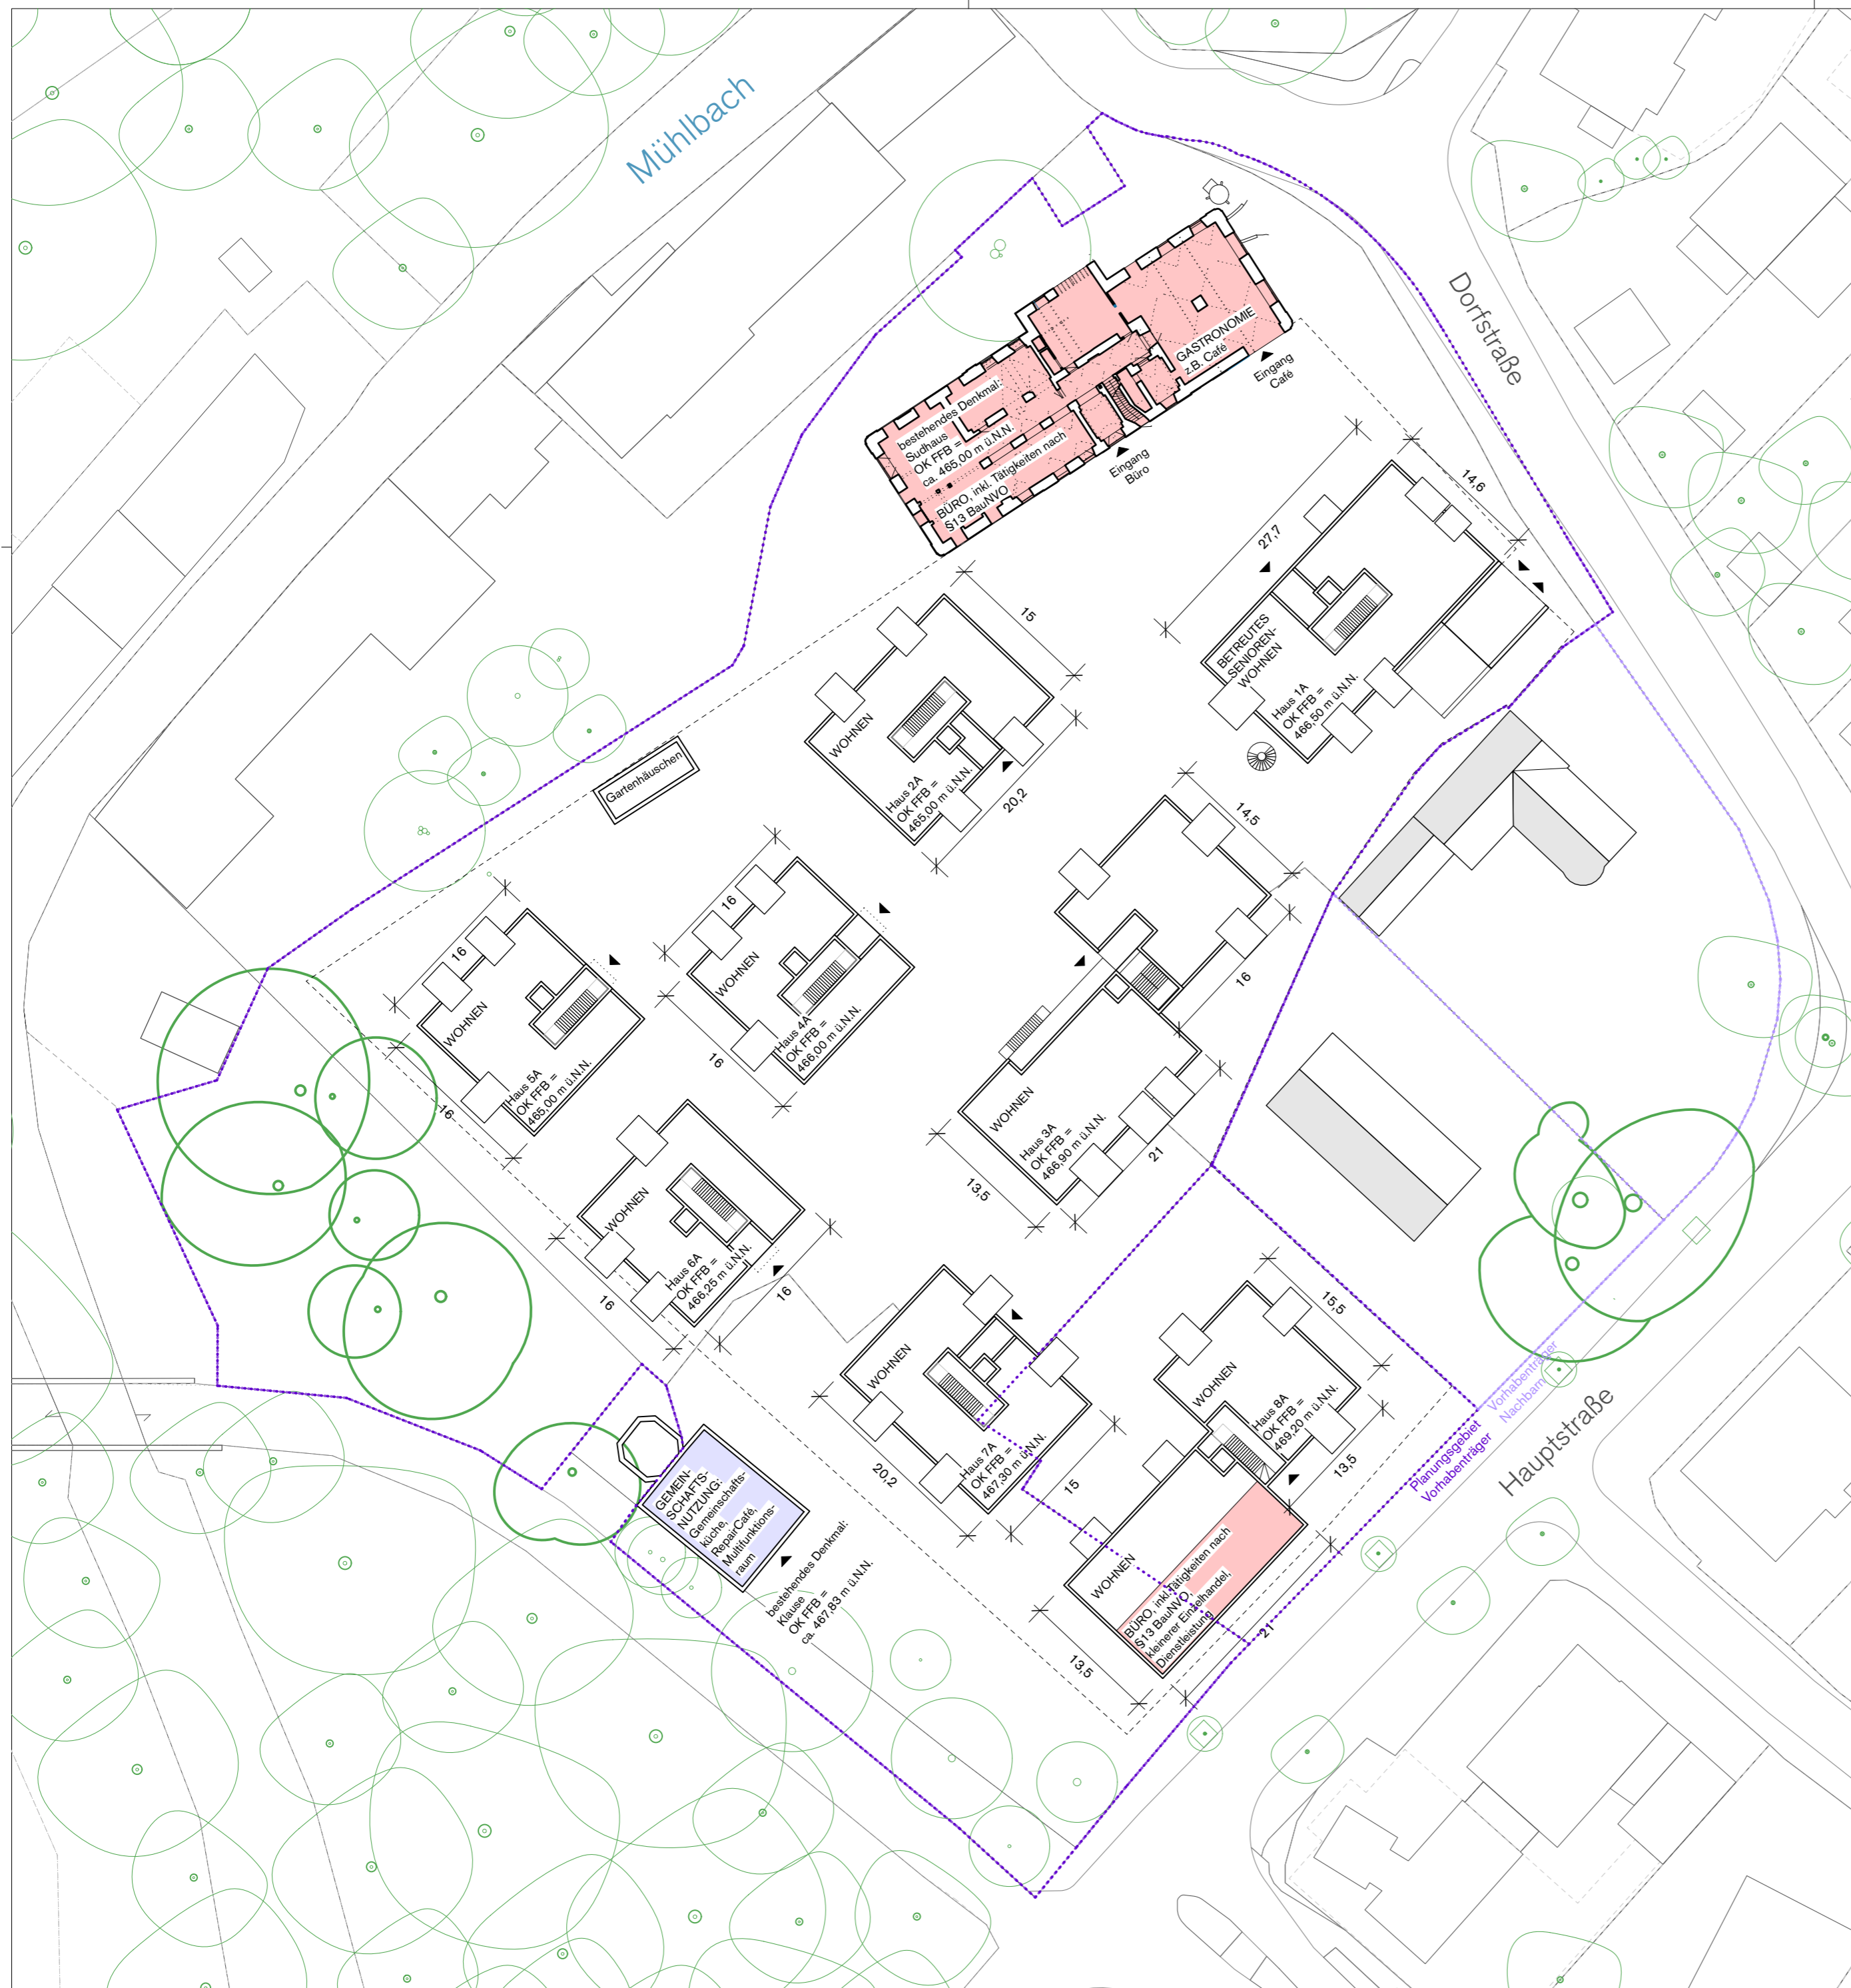 Mühlbach
Dorfstraße
GASTRONOMIE
z.B. Café
Eingang
Café
bestehendes Denkmal:
Sudhaus
OK FFB =
ca. 465,00 m ü.N.N.
BÜRO, inkl. Tätigkeiten nach
§13 BauNVO
Eingang
Büro
14,6
27,7
BETREUTES
SENIOREN-
WOHNEN
Haus 1A
OK FFB =
466,50 m ü.N.N.
15
WOHNEN
Haus 2A
OK FFB =
465,00 m ü.N.N.
20,2
Gartenhäuschen
14,5
16
WOHNEN
Haus 3A
OK FFB =
466,90 m ü.N.N.
21
13,5
16
WOHNEN
Haus 4A
OK FFB =
466,00 m ü.N.N.
16
16
WOHNEN
Haus 5A
OK FFB =
465,00 m ü.N.N.
16
WOHNEN
Haus 6A
OK FFB =
466,25 m ü.N.N.
16
16
WOHNEN
Haus 7A
OK FFB =
467,30 m ü.N.N.
20,2
15
15,5
WOHNEN
Haus 8A
OK FFB =
469,20 m ü.N.N.
13,5
WOHNEN
BÜRO, inkl.Tätigkeiten nach
§13 BauNVO,
kleinerer Einzelhandel,
Dienstleistung
21
13,5
GEMEIN-
SCHAFTS-
NUTZUNG:
Gemeinschafts-
küche,
RepairCafé,
Multifunktions-
raum
bestehendes Denkmal:
Klause
OK FFB =
ca. 467,83 m ü.N.N.
Vorhabenträger
Nachbarn
Planungsgebiet
Vorhabenträger
Hauptstraße